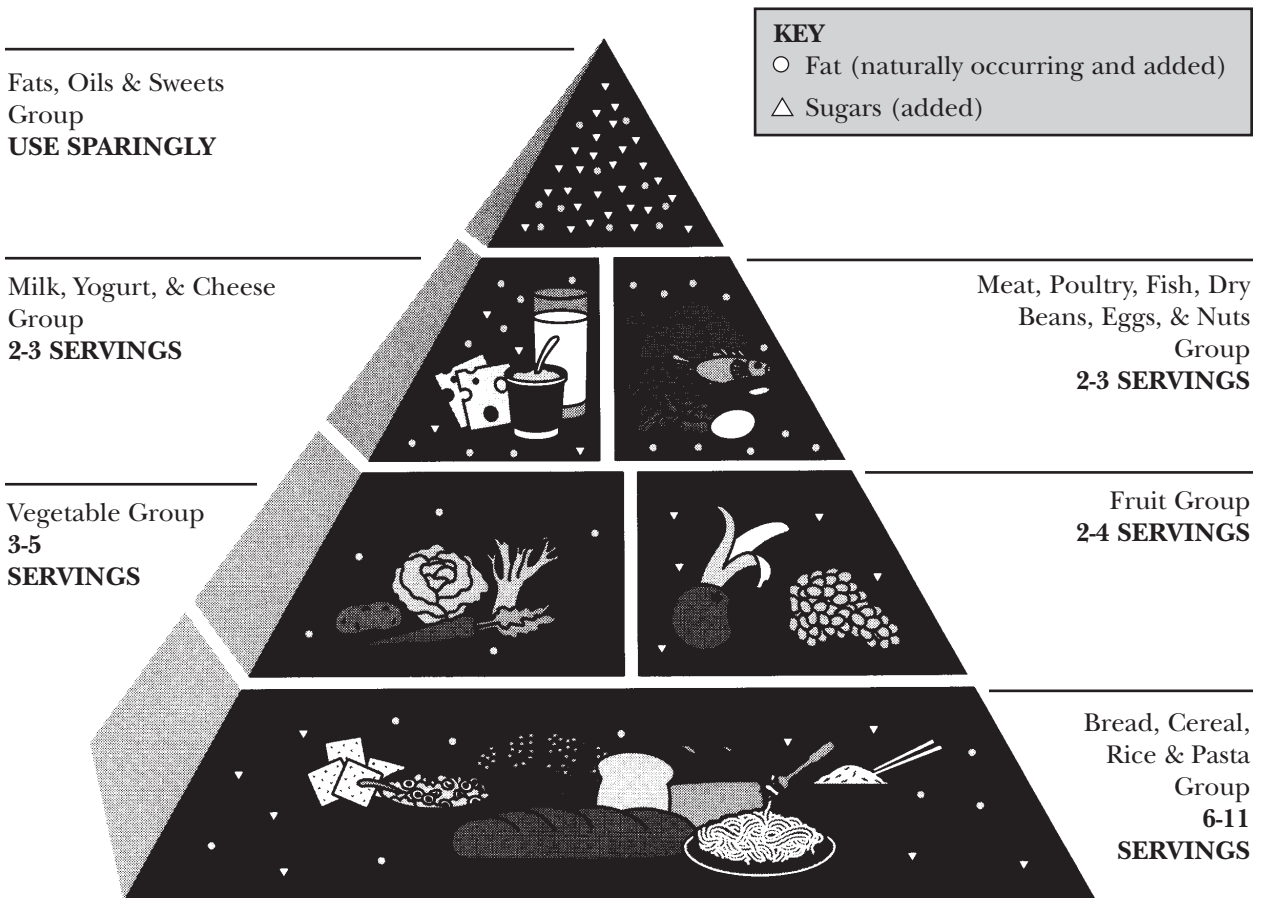 KEY
Fat (naturally occurring and added)
Sugars (added)
Fats, Oils & Sweets
Group
USE SPARINGLY
Milk, Yogurt, & Cheese
Group
2-3 SERVINGS
Meat, Poultry, Fish, Dry
Beans, Eggs, & Nuts
Group
2-3 SERVINGS
Vegetable Group
3-5
SERVINGS
Fruit Group
2-4 SERVINGS
Bread, Cereal,
Rice & Pasta
Group
6-11
SERVINGS